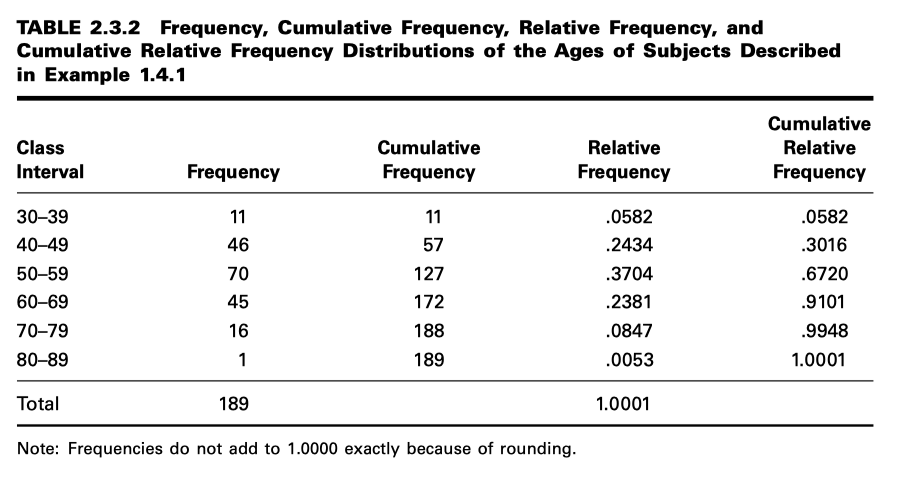 TABLE 2.3.2 Frequency, Cumulative Frequency, Relative Frequency, and
Cumulative Relative Frequency Distributions of the Ages of Subjects Described
in Example 1.4.1
Class Interval Frequency Cumulative Frequency Relative Frequency Cumulative Relative Frequency
30–39 11 11 .0582 .0582
40–49 46 57 .2434 .3016
50–59 70 127 .3704 .6720
60–69 45 172 .2381 .9101
70–79 16 188 .0847 .9948
80–89 1 189 .0053 1.0001
Total 189 1.0001
Note: Frequencies do not add to 1.0000 exactly because of rounding.